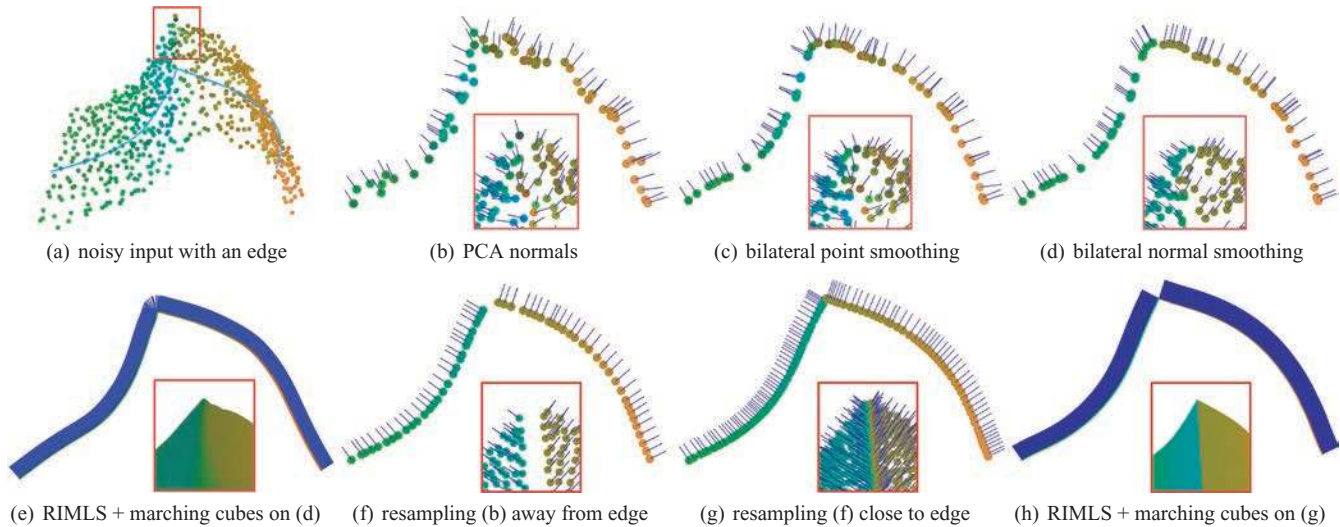 (a) noisy input with an edge
(b) PCA normals
(c) bilateral point smoothing
(d) bilateral normal smoothing
(e) RIMLS + marching cubes on (d)
(f) resampling (b) away from edge
(g) resampling (f) close to edge
(h) RIMLS + marching cubes on (g)